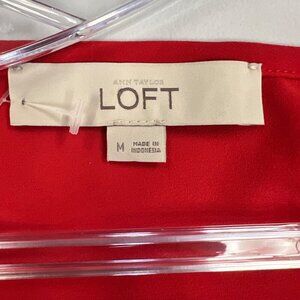 ANN TAYLOR
LOFT
M
MADE IN
INDONESIA